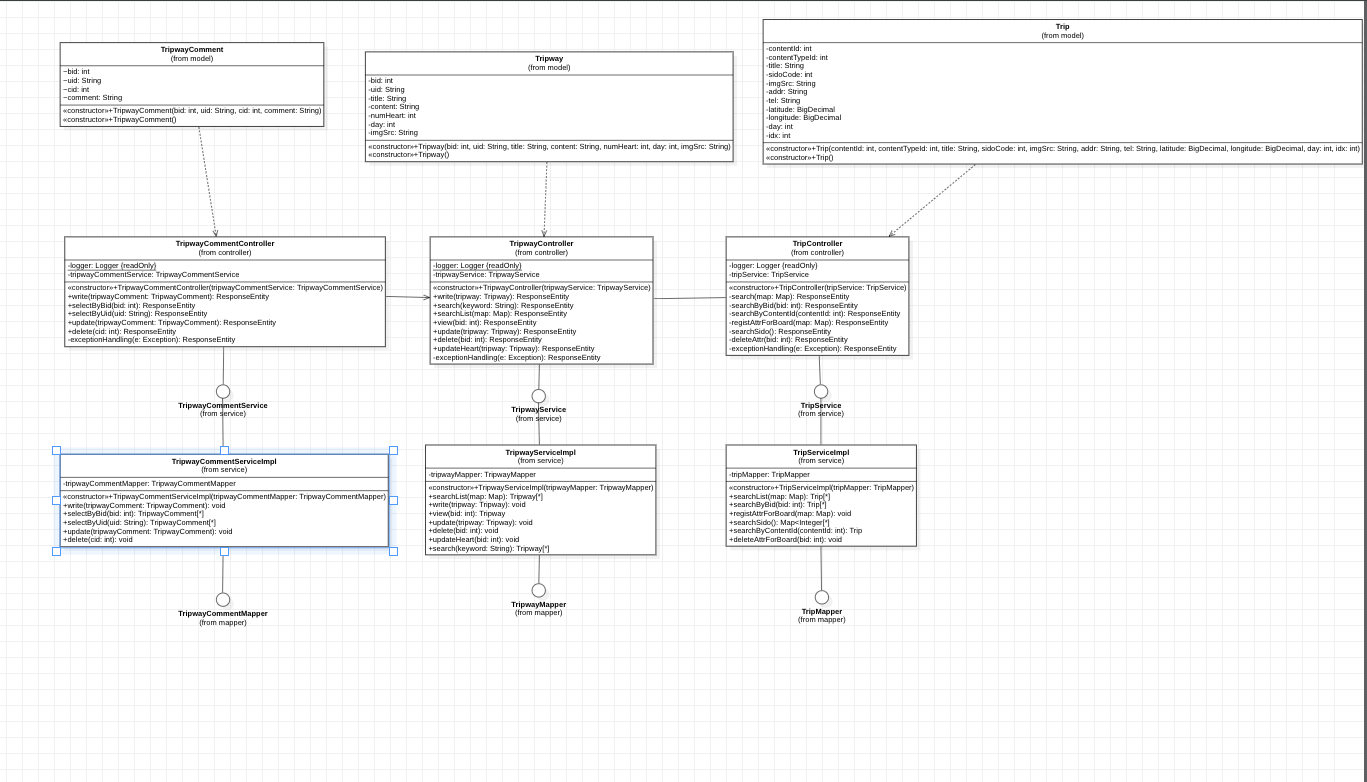 TripwayComment
(from model)
~bid: int
~uid: String
~cid: int
~comment: String
«constructor»+TripwayComment(bid: int, uid: String, cid: int, comment: String)
«constructor»+TripwayComment()
Tripway
(from model)
-bid: int
-uid: String
-title: String
-content: String
-numHeart: int
-day: int
-imgSrc: String
«constructor»+Tripway(bid: int, uid: String, title: String, content: String, numHeart: int, day: int, imgSrc: String)
«constructor»+Tripway()
Trip
(from model)
-contentId: int
-contentTypeId: int
-title: String
-sidoCode: int
-imgSrc: String
-addr: String
-tel: String
-latitude: BigDecimal
-longitude: BigDecimal
-day: int
-idx: int
«constructor»+Trip(contentId: int, contentTypeId: int, title: String, sidoCode: int, imgSrc: String, addr: String, tel: String, latitude: BigDecimal, longitude: BigDecimal, day: int, idx: int)
«constructor»+Trip()
TripwayCommentController
(from controller)
-logger: Logger {readOnly}
-tripwayCommentService: TripwayCommentService
«constructor»+TripwayCommentController(tripwayCommentService: TripwayCommentService)
+write(tripwayComment: TripwayComment): ResponseEntity
+selectByBid(bid: int): ResponseEntity
+selectByUid(uid: String): ResponseEntity
+update(tripwayComment: TripwayComment): ResponseEntity
+delete(cid: int): ResponseEntity
-exceptionHandling(e: Exception): ResponseEntity
TripwayController
(from controller)
-logger: Logger {readOnly}
-tripwayService: TripwayService
«constructor»+TripwayController(tripwayService: TripwayService)
+write(tripway: Tripway): ResponseEntity
+search(keyword: String): ResponseEntity
+searchList(map: Map): ResponseEntity
+view(bid: int): ResponseEntity
+update(tripway: Tripway): ResponseEntity
+delete(bid: int): ResponseEntity
+updateHeart(tripway: Tripway): ResponseEntity
-exceptionHandling(e: Exception): ResponseEntity
TripController
(from controller)
-logger: Logger {readOnly}
-tripService: TripService
«constructor»+TripController(tripService: TripService)
-search(map: Map): ResponseEntity
-searchByBid(bid: int): ResponseEntity
-searchByContentId(contentId: int): ResponseEntity
-registAttrForBoard(map: Map): ResponseEntity
-searchSido(): ResponseEntity
-deleteAttr(bid: int): ResponseEntity
-exceptionHandling(e: Exception): ResponseEntity
TripwayCommentService
(from service)
TripwayService
(from service)
TripService
(from service)
TripwayCommentServiceImpl
(from service)
-tripwayCommentMapper: TripwayCommentMapper
«constructor»+TripwayCommentServiceImpl(tripwayCommentMapper: TripwayCommentMapper)
+write(tripwayComment: TripwayComment): void
+selectByBid(bid: int): TripwayComment[*]
+selectByUid(uid: String): TripwayComment[*]
+update(tripwayComment: TripwayComment): void
+delete(cid: int): void
TripwayServiceImpl
(from service)
-tripwayMapper: TripwayMapper
«constructor»+TripwayServiceImpl(tripwayMapper: TripwayMapper)
+searchList(map: Map): Tripway[*]
+write(tripway: Tripway): void
+view(bid: int): Tripway
+update(tripway: Tripway): void
+delete(bid: int): void
+updateHeart(bid: int): void
+search(keyword: String): Tripway[*]
TripServiceImpl
(from service)
-tripMapper: TripMapper
«constructor»+TripServiceImpl(tripMapper: TripMapper)
+searchList(map: Map): Trip[*]
+searchByBid(bid: int): Trip[*]
+registAttrForBoard(map: Map): void
+searchSido(): Map<Integer[*]
+searchByContentId(contentId: int): Trip
+deleteAttrForBoard(bid: int): void
TripwayCommentMapper
(from mapper)
TripwayMapper
(from mapper)
TripMapper
(from mapper)